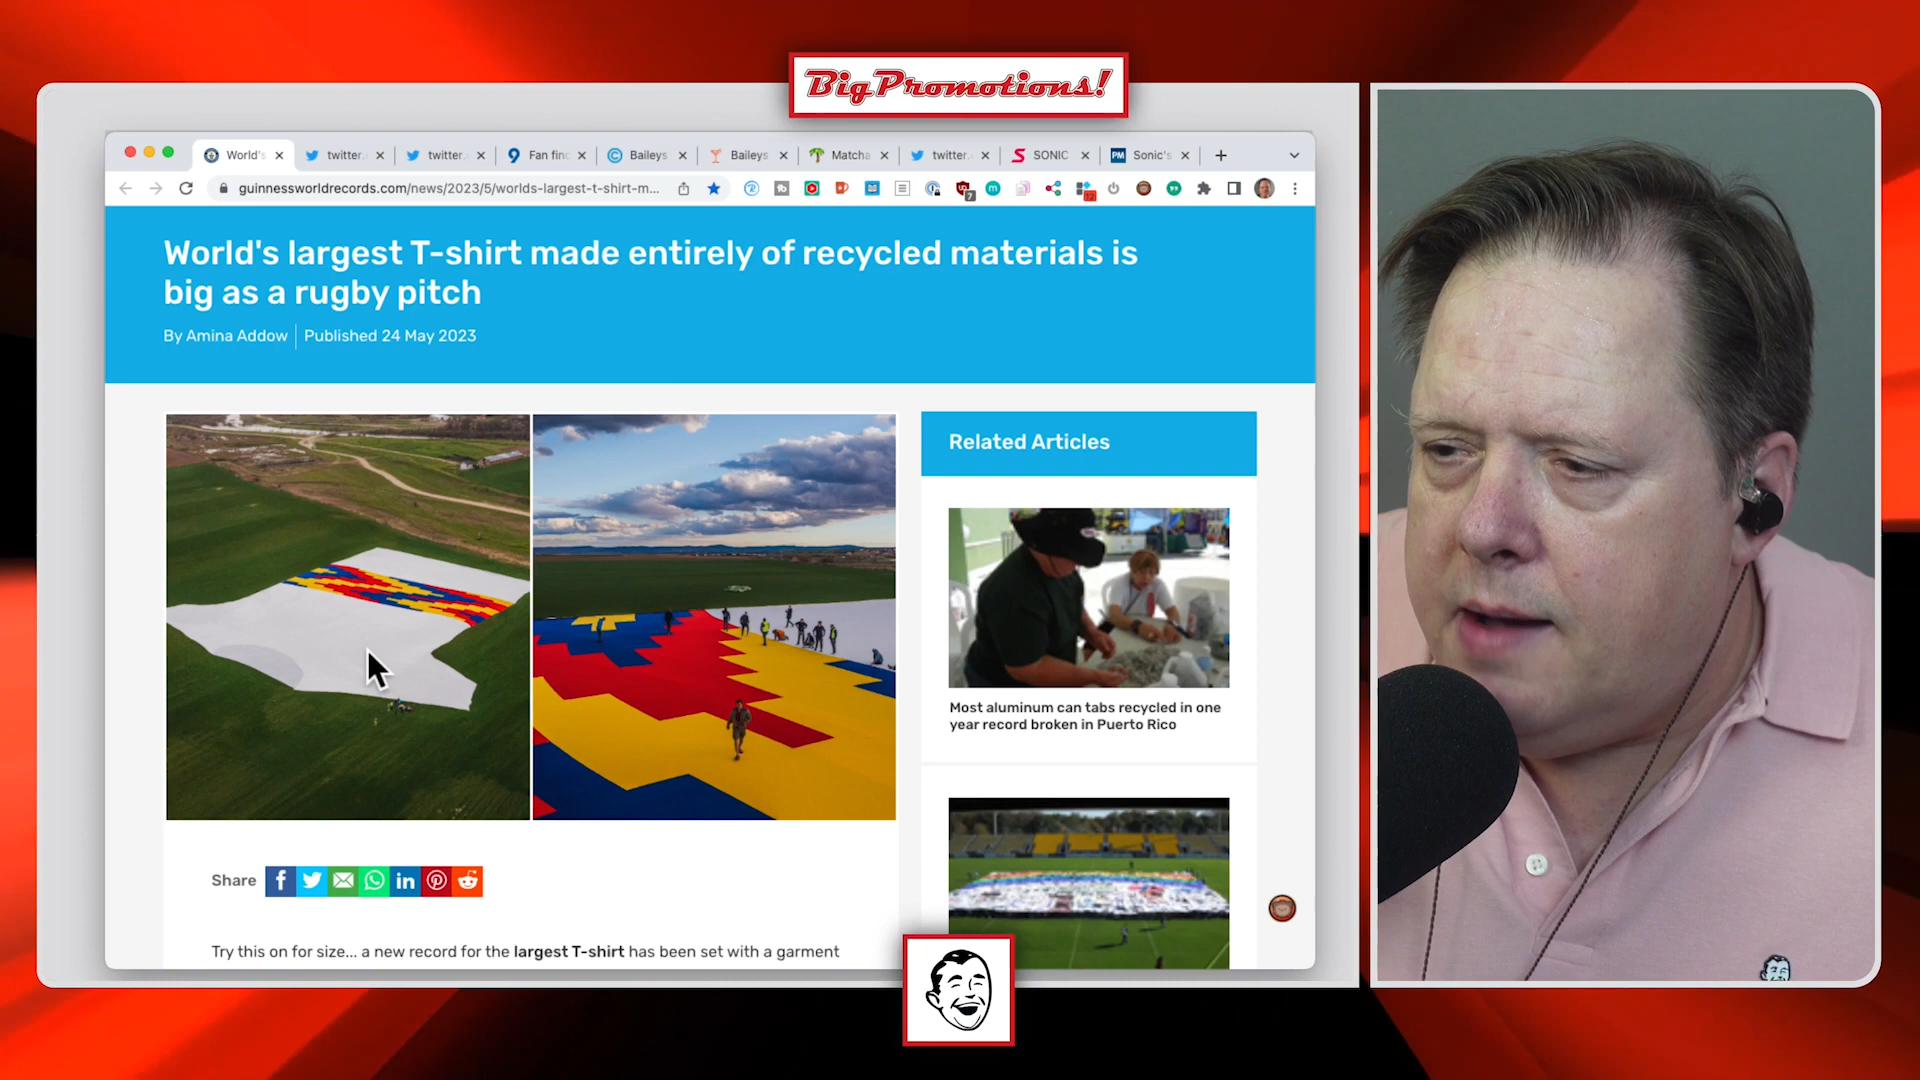 Big Promotions!
World's
twitter.
twitter.
Fan finc
Baileys
Baileys
Matcha
twitter.
SONIC
PM
Sonic's
guinnessworldrecords.com/news/2023/5/worlds-largest-t-shirt-m...
7
World's largest T-shirt made entirely of recycled materials is
big as a rugby pitch
By Amina Addow
Published 24 May 2023
Related Articles
Most aluminum can tabs recycled in one
year record broken in Puerto Rico
Share
Try this on for size... a new record for the largest T-shirt has been set with a garment